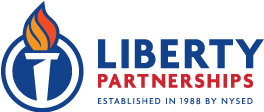 LIBERTY
PARTNERSHIPS
ESTABLISHED IN 1988 BY NYSED